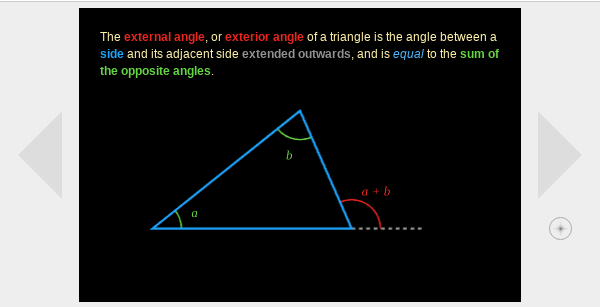 The external angle, or exterior angle of a triangle is the angle between a
side and its adjacent side extended outwards, and is equal to the sum of
the opposite angles.
b
a + b
a